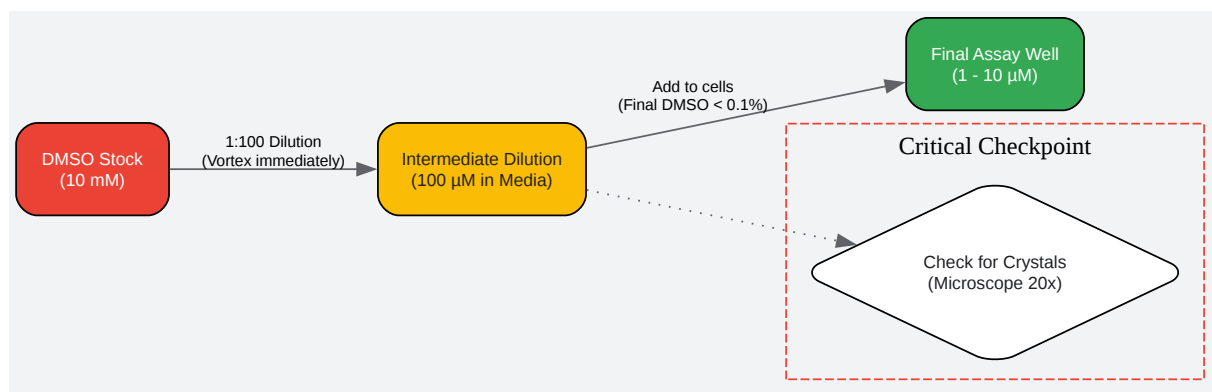 DMSO Stock
(10 mM)
1:100 Dilution
(Vortex immediately)
Intermediate Dilution
(100 µM in Media)
Add to cells
(Final DMSO < 0.1%)
Final Assay Well
(1 - 10 µM)
Critical Checkpoint
Check for Crystals
(Microscope 20x)